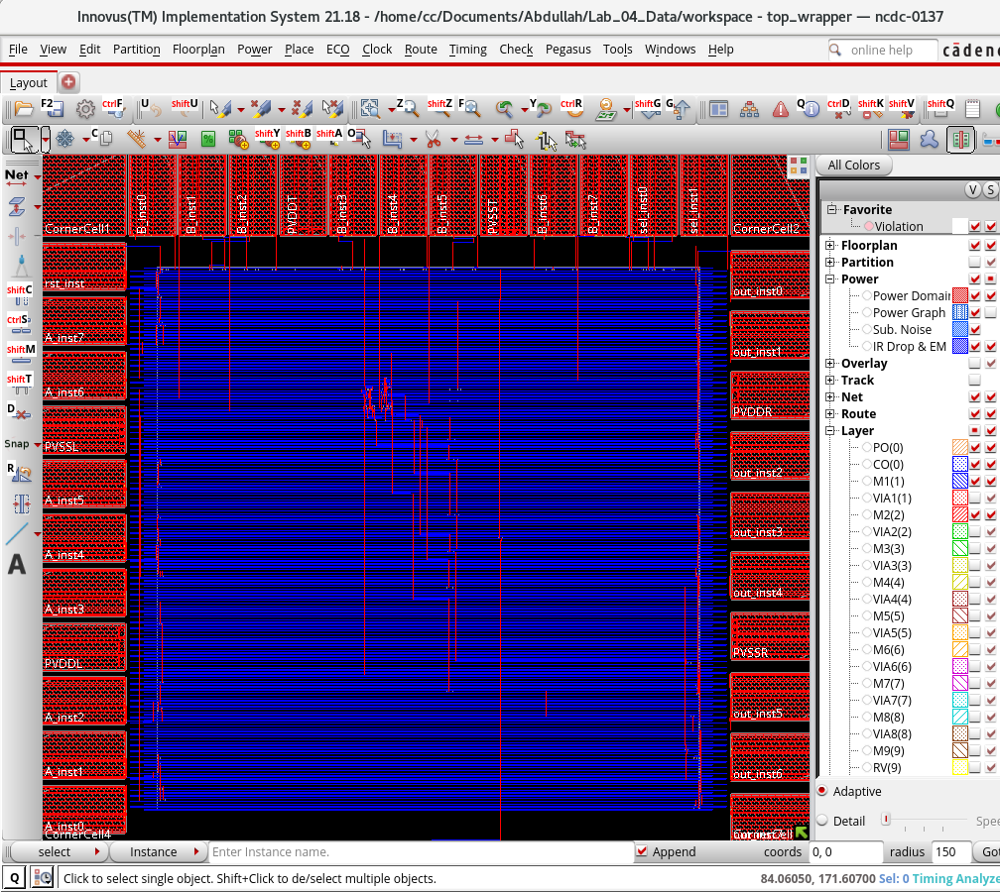 Innovus(TM) Implementation System 21.18 - /home/cc/Documents/Abdullah/Lab_04_Data/workspace - top_wrapper — ncdc-0137
File View Edit Partition Floorplan Power Place ECO Clock Route Timing Check Pegasus Tools Windows Help
online help cāden
Layout
F2 CtrlF U ShiftU Z ShiftZ F Y CtrlR ShiftG G Q CtrlD ShiftK ShiftV ShiftQ
C ShiftY ShiftB ShiftA O
Net
ShiftC
CtrlS
ShiftM
ShiftT
D
Snap
R
A
CornerCell1 B_inst0 B_inst1 B_inst2 PVDDT B_inst3 B_inst4 B_inst5 PVSST B_inst6 B_inst7 sel_inst0 sel_inst1 CornerCell2
rst_inst
A_inst7
A_inst6
PVSSL
A_inst5
A_inst4
A_inst3
PVDDL
A_inst2
A_inst1
A_inst0
CornerCell4
out_inst0
out_inst1
PVDDR
out_inst2
out_inst3
out_inst4
PVSSR
out_inst5
out_inst6
All Colors
V S
Favorite
Violation
Floorplan
Partition
Power
Power Domai
Power Graph
Sub. Noise
IR Drop & EM
Overlay
Track
Net
Route
Layer
PO(0)
CO(0)
M1(1)
VIA1(1)
M2(2)
VIA2(2)
M3(3)
VIA3(3)
M4(4)
VIA4(4)
M5(5)
VIA5(5)
M6(6)
VIA6(6)
M7(7)
VIA7(7)
M8(8)
VIA8(8)
M9(9)
RV(9)
Adaptive
Detail Spee
select Instance Enter Instance name. Append coords 0, 0 radius 150 Got
Q Click to select single object. Shift+Click to de/select multiple objects. 84.06050, 171.60700 Sel: 0 Timing Analyze